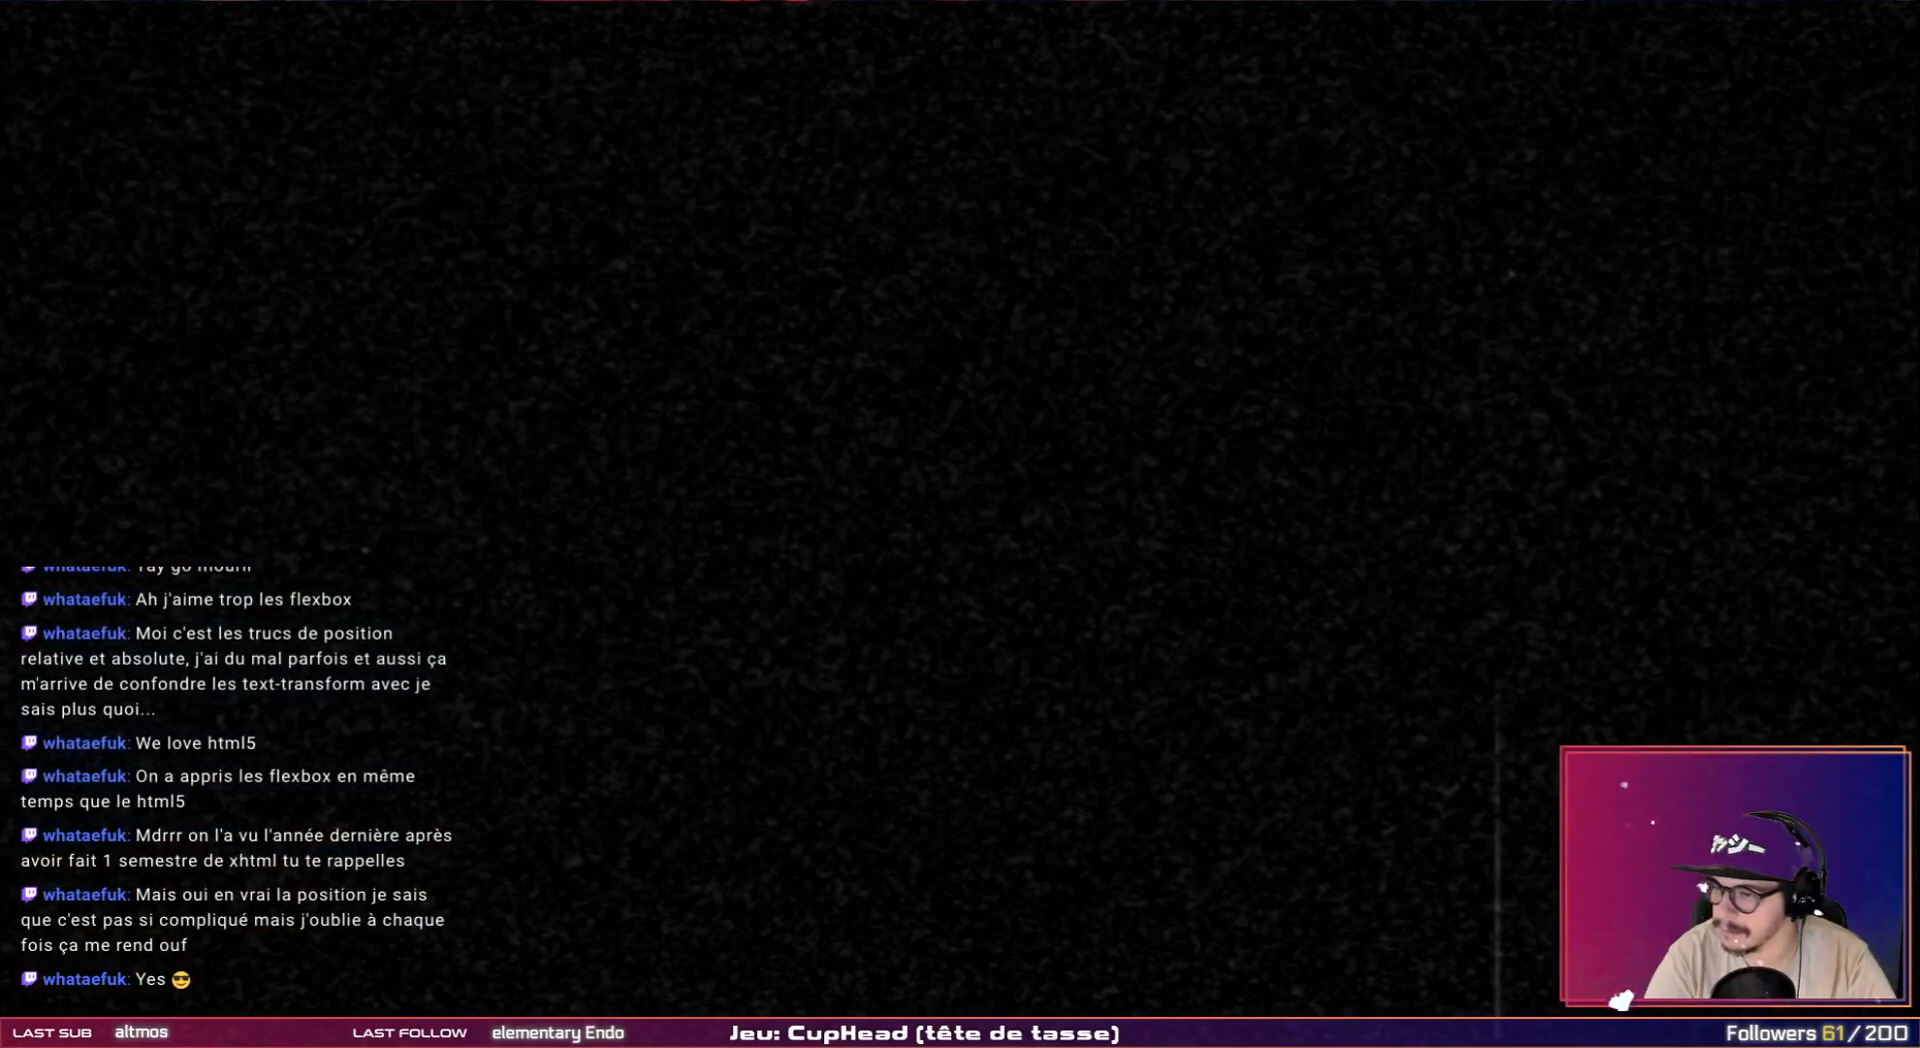 whataefuk: Yay go mourir
whataefuk: Ah j'aime trop les flexbox
whataefuk: Moi c'est les trucs de position
relative et absolute, j'ai du mal parfois et aussi ça
m'arrive de confondre les text-transform avec je
sais plus quoi...
whataefuk: We love html5
whataefuk: On a appris les flexbox en même
temps que le html5
whataefuk: Mdrrr on l'a vu l'année dernière après
avoir fait 1 semestre de xhtml tu te rappelles
whataefuk: Mais oui en vrai la position je sais
que c'est pas si compliqué mais j'oublie à chaque
fois ça me rend ouf
whataefuk: Yes 😎
LAST SUB altmos LAST FOLLOW elementary Endo Jeu: CupHead (tête de tasse) Followers 61/200